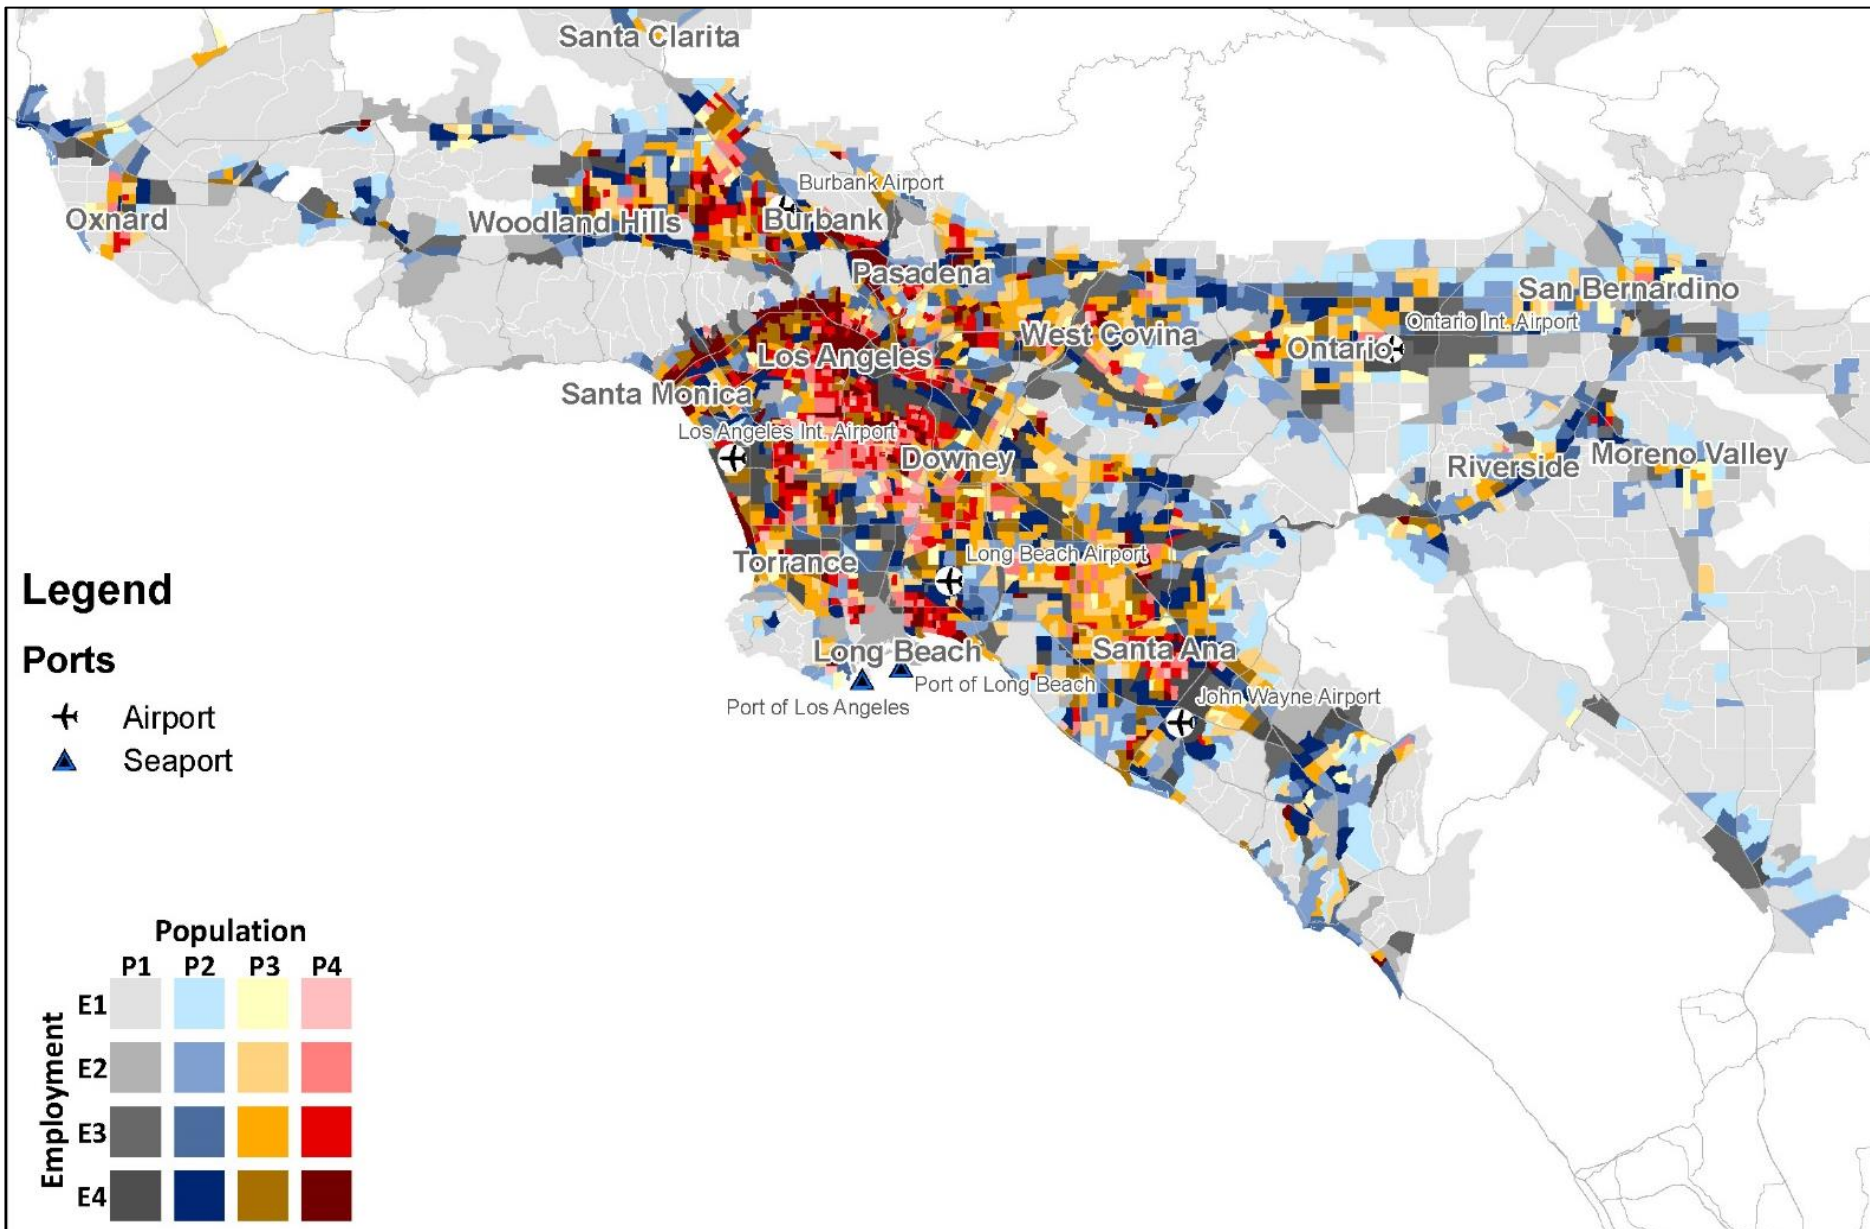 Santa Clarita
Burbank Airport
Oxnard
Woodland Hills
Burbank
Pasadena
San Bernardino
West Covina
Ontario Int. Airport
Los Angeles
Ontario
Santa Monica
Los Angeles Int. Airport
Downey
Riverside
Moreno Valley
Long Beach Airport
Torrance
Santa Ana
Long Beach
Port of Long Beach
John Wayne Airport
Port of Los Angeles
Legend
Ports
Airport
Seaport
Population
P1 P2 P3 P4
Employment
E1
E2
E3
E4